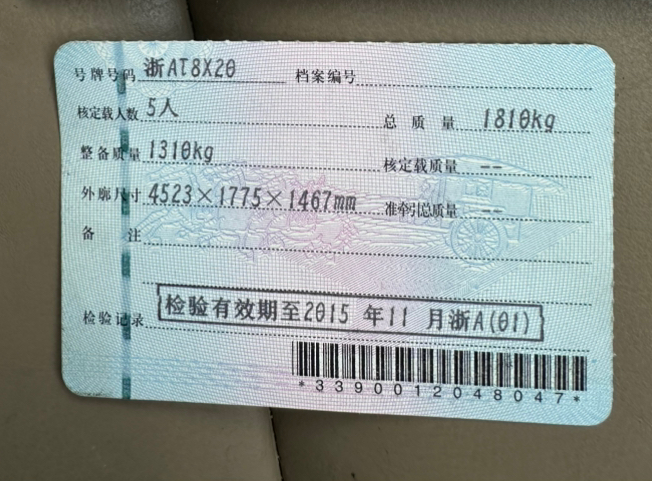 号牌号码 浙AT8X20 档案编号
核定载人数 5人 总质量 1810kg
整备质量 1310kg 核定载质量 --
外廓尺寸 4523×1775×1467mm 准牵引总质量 --
备注
检验记录 检验有效期至2015 年11 月浙A(01)
*3390012048047*